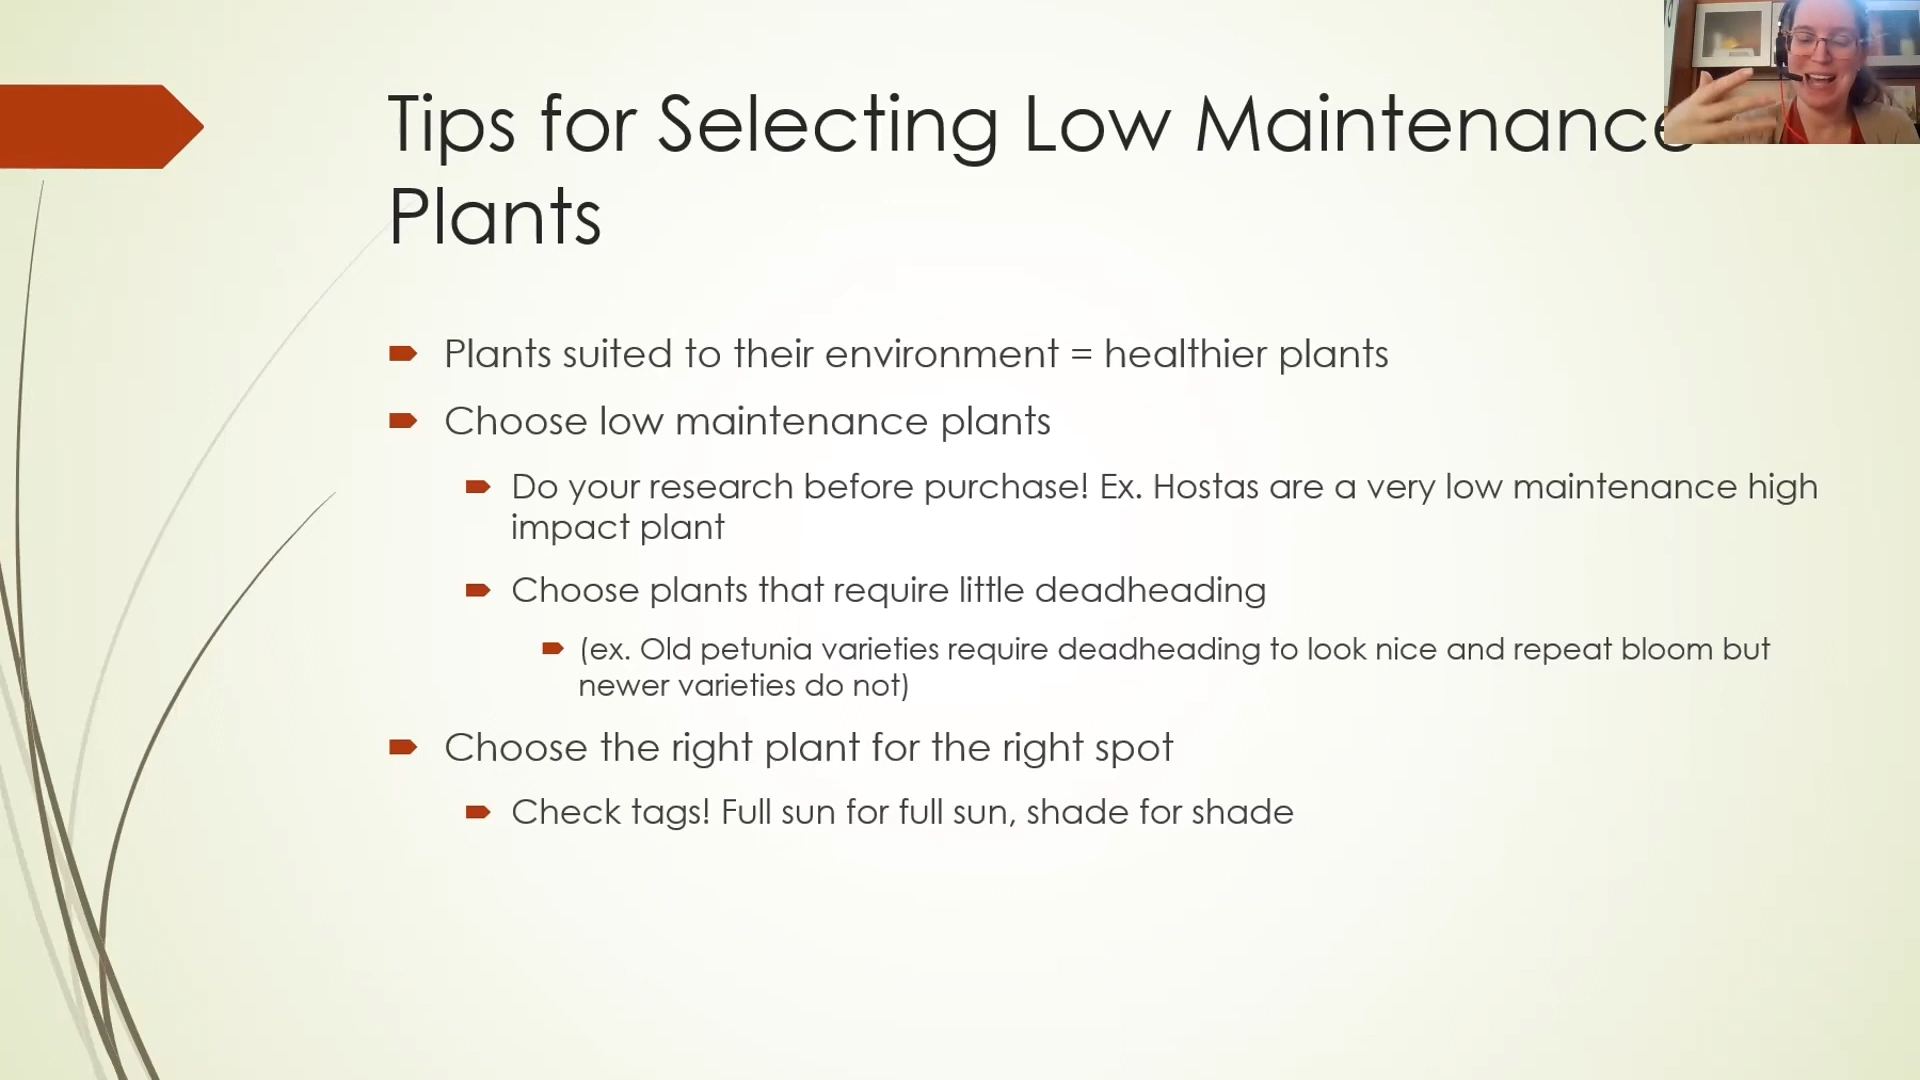 Tips for Selecting Low Maintenance
Plants
Plants suited to their environment = healthier plants
Choose low maintenance plants
Do your research before purchase! Ex. Hostas are a very low maintenance high
impact plant
Choose plants that require little deadheading
(ex. Old petunia varieties require deadheading to look nice and repeat bloom but
newer varieties do not)
Choose the right plant for the right spot
Check tags! Full sun for full sun, shade for shade